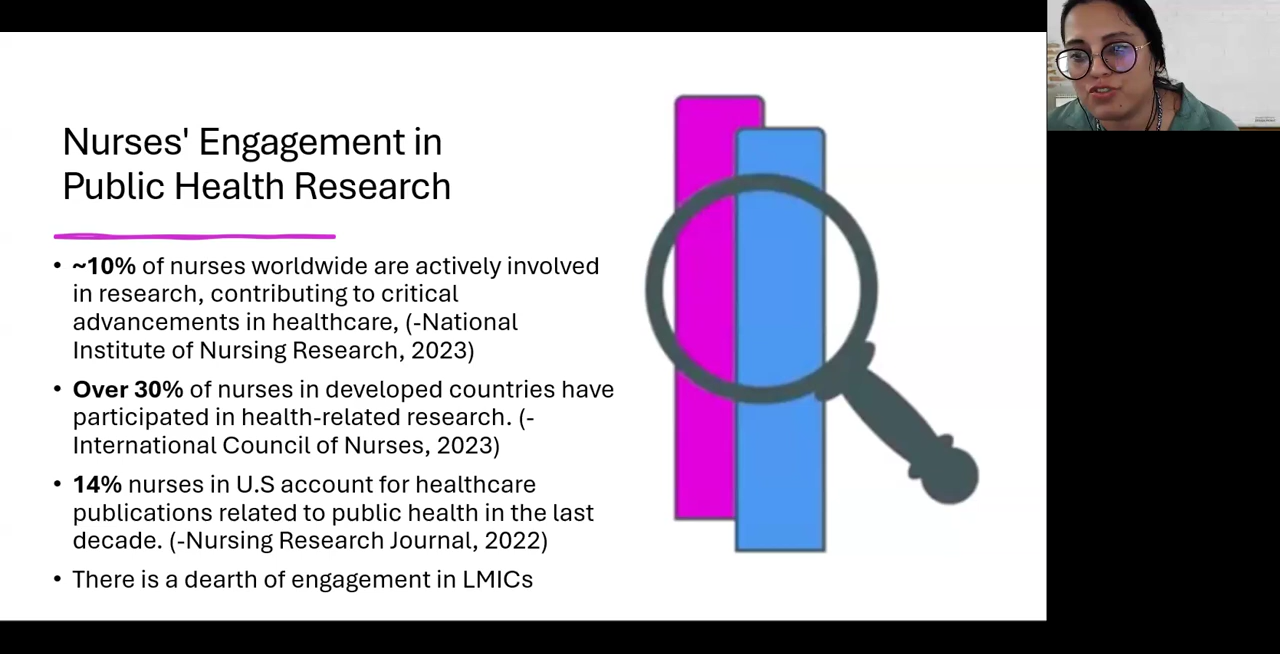 Nurses' Engagement in
Public Health Research
• ~10% of nurses worldwide are actively involved
in research, contributing to critical
advancements in healthcare, (-National
Institute of Nursing Research, 2023)
• Over 30% of nurses in developed countries have
participated in health-related research. (-
International Council of Nurses, 2023)
• 14% nurses in U.S account for healthcare
publications related to public health in the last
decade. (-Nursing Research Journal, 2022)
• There is a dearth of engagement in LMICs